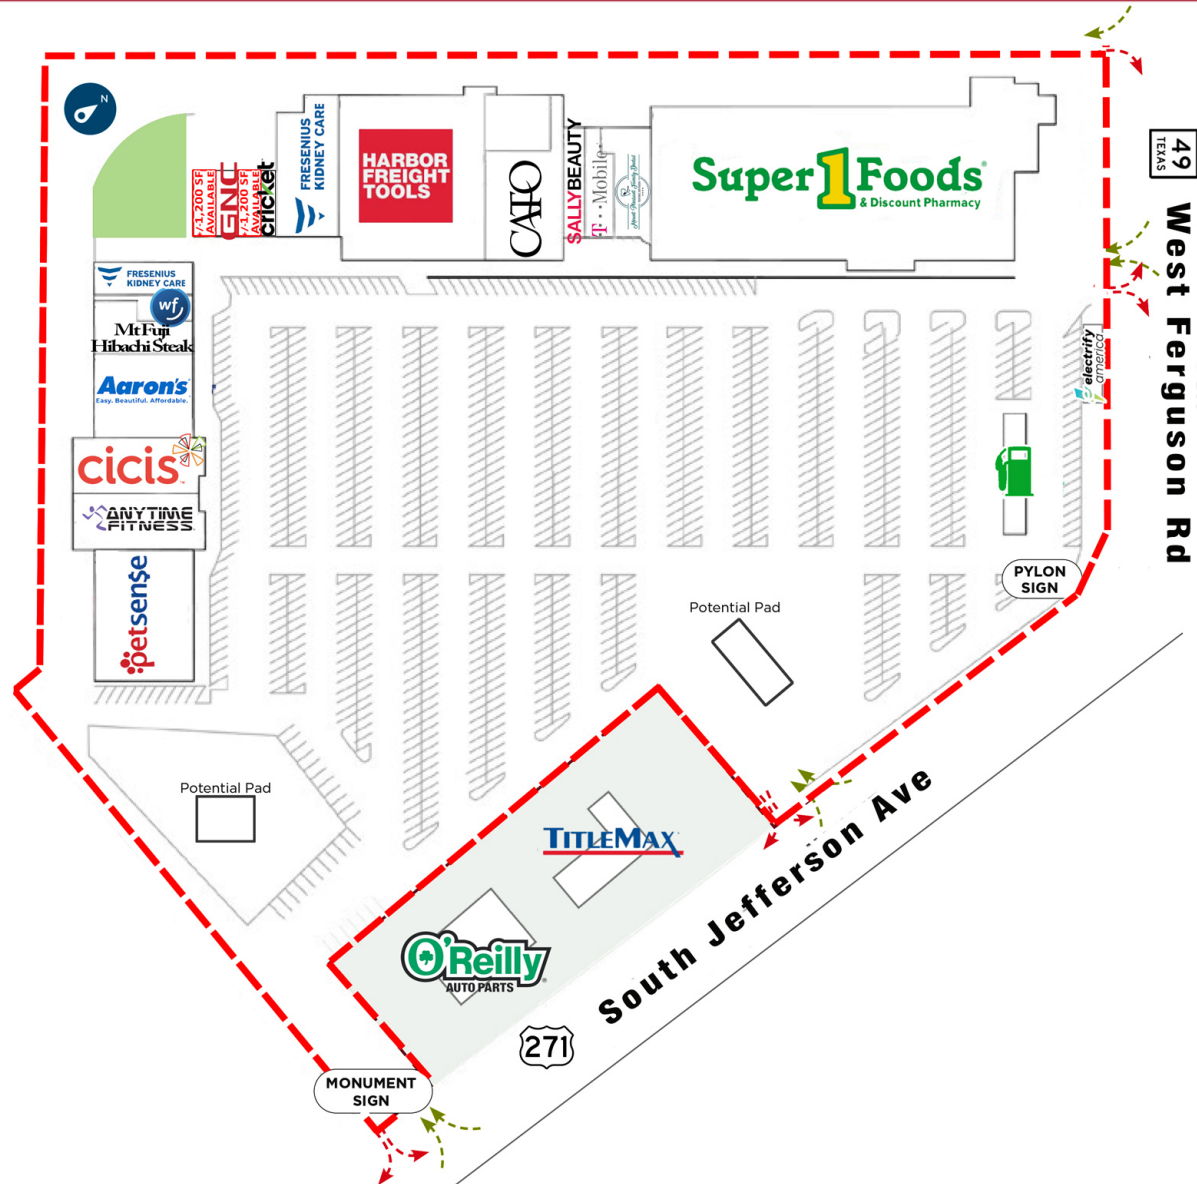 N
49
TEXAS
West Ferguson Rd
+/-1,200 SF
AVAILABLE
GNC
+/-1,200 SF
AVAILABLE
cricket
FRESENIUS
KIDNEY CARE
HARBOR
FREIGHT
TOOLS
CATO
SALLYBEAUTY
T··Mobile
Super 1 Foods
& Discount Pharmacy
FRESENIUS
KIDNEY CARE
wf
Mt Fuji
Hibachi Steak
Aaron's
Easy. Beautiful. Affordable.
cicis
ANYTIME
FITNESS
petsense
electrify
america
PYLON
SIGN
Potential Pad
Potential Pad
TITLEMAX
O'Reilly
AUTO PARTS
South Jefferson Ave
271
MONUMENT
SIGN